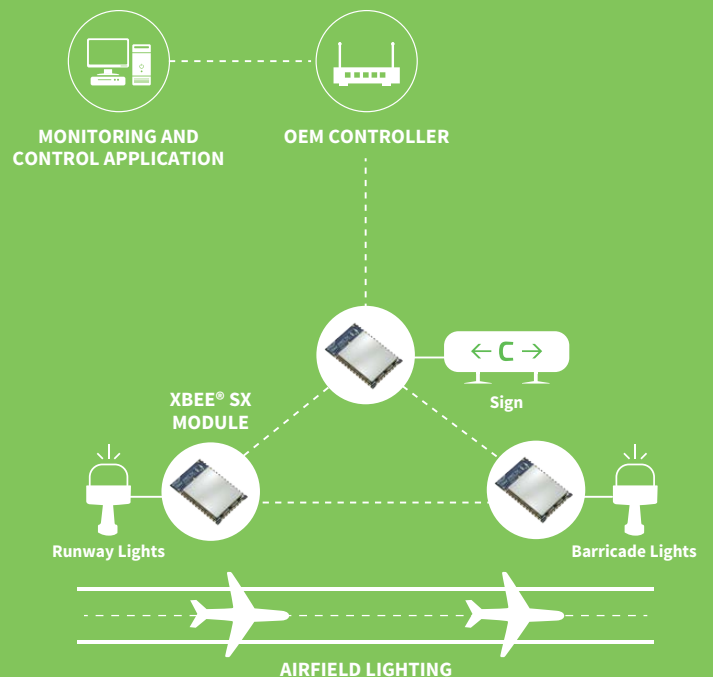 MONITORING AND
CONTROL APPLICATION
OEM CONTROLLER
← C →
Sign
XBEE® SX
MODULE
Runway Lights
Barricade Lights
AIRFIELD LIGHTING